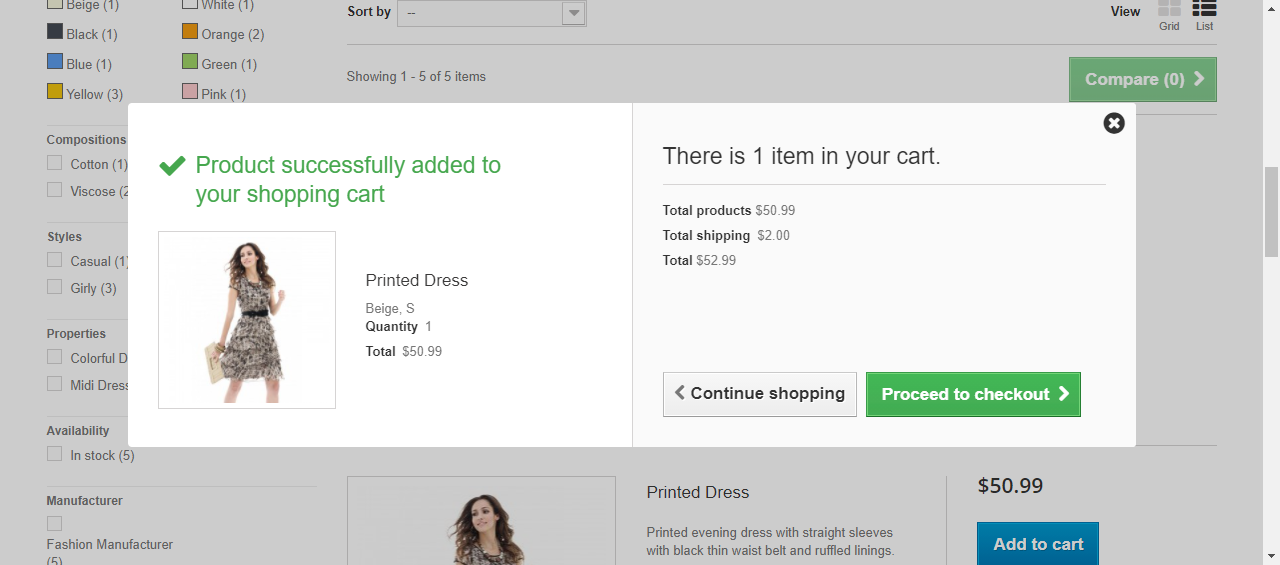 Beige (1)
White (1)
Black (1)
Orange (2)
Blue (1)
Green (1)
Yellow (3)
Pink (1)
Compositions
Cotton (1)
Viscose (2
Styles
Casual (1)
Girly (3)
Properties
Colorful D
Midi Dress
Availability
In stock (5)
Manufacturer
Fashion Manufacturer
(5)
Sort by
--
View
Grid
List
Showing 1 - 5 of 5 items
Compare (0)
Product successfully added to
your shopping cart
Printed Dress
Beige, S
Quantity 1
Total $50.99
There is 1 item in your cart.
Total products $50.99
Total shipping $2.00
Total $52.99
Continue shopping
Proceed to checkout
Printed Dress
Printed evening dress with straight sleeves
with black thin waist belt and ruffled linings.
$50.99
Add to cart